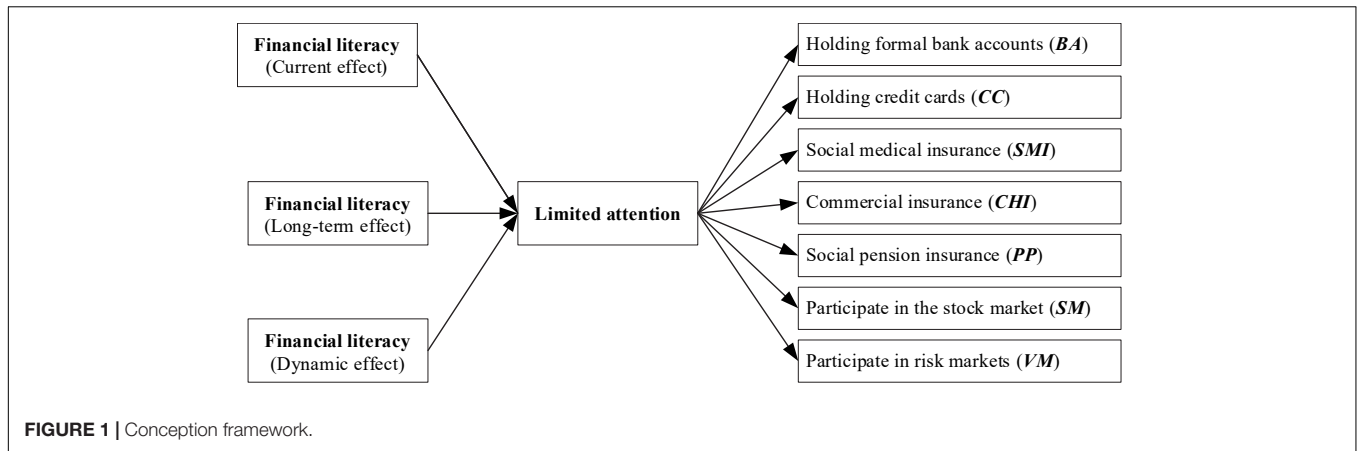 Financial literacy
(Current effect)
Financial literacy
(Long-term effect)
Financial literacy
(Dynamic effect)
Limited attention
Holding formal bank accounts (BA)
Holding credit cards (CC)
Social medical insurance (SMI)
Commercial insurance (CHI)
Social pension insurance (PP)
Participate in the stock market (SM)
Participate in risk markets (VM)
FIGURE 1 | Conception framework.